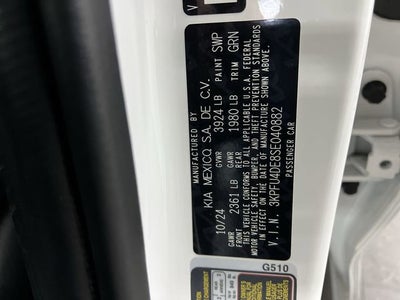 MANUFACTURED BY
KIA MEXICO, S.A. DE C.V.
10/24 GVWR 3924 LB PAINT SWP
GAWR FRONT 2361 LB GAWR REAR 1980 LB TRIM GRN
THIS VEHICLE CONFORMS TO ALL APPLICABLE U.S.A. FEDERAL
MOTOR VEHICLE SAFETY, BUMPER, AND THEFT PREVENTION STANDARDS
IN EFFECT ON THE DATE OF MANUFACTURE SHOWN ABOVE.
V.I.N. 3KPFU4DE8SE040882
PASSENGER CAR
G510
V